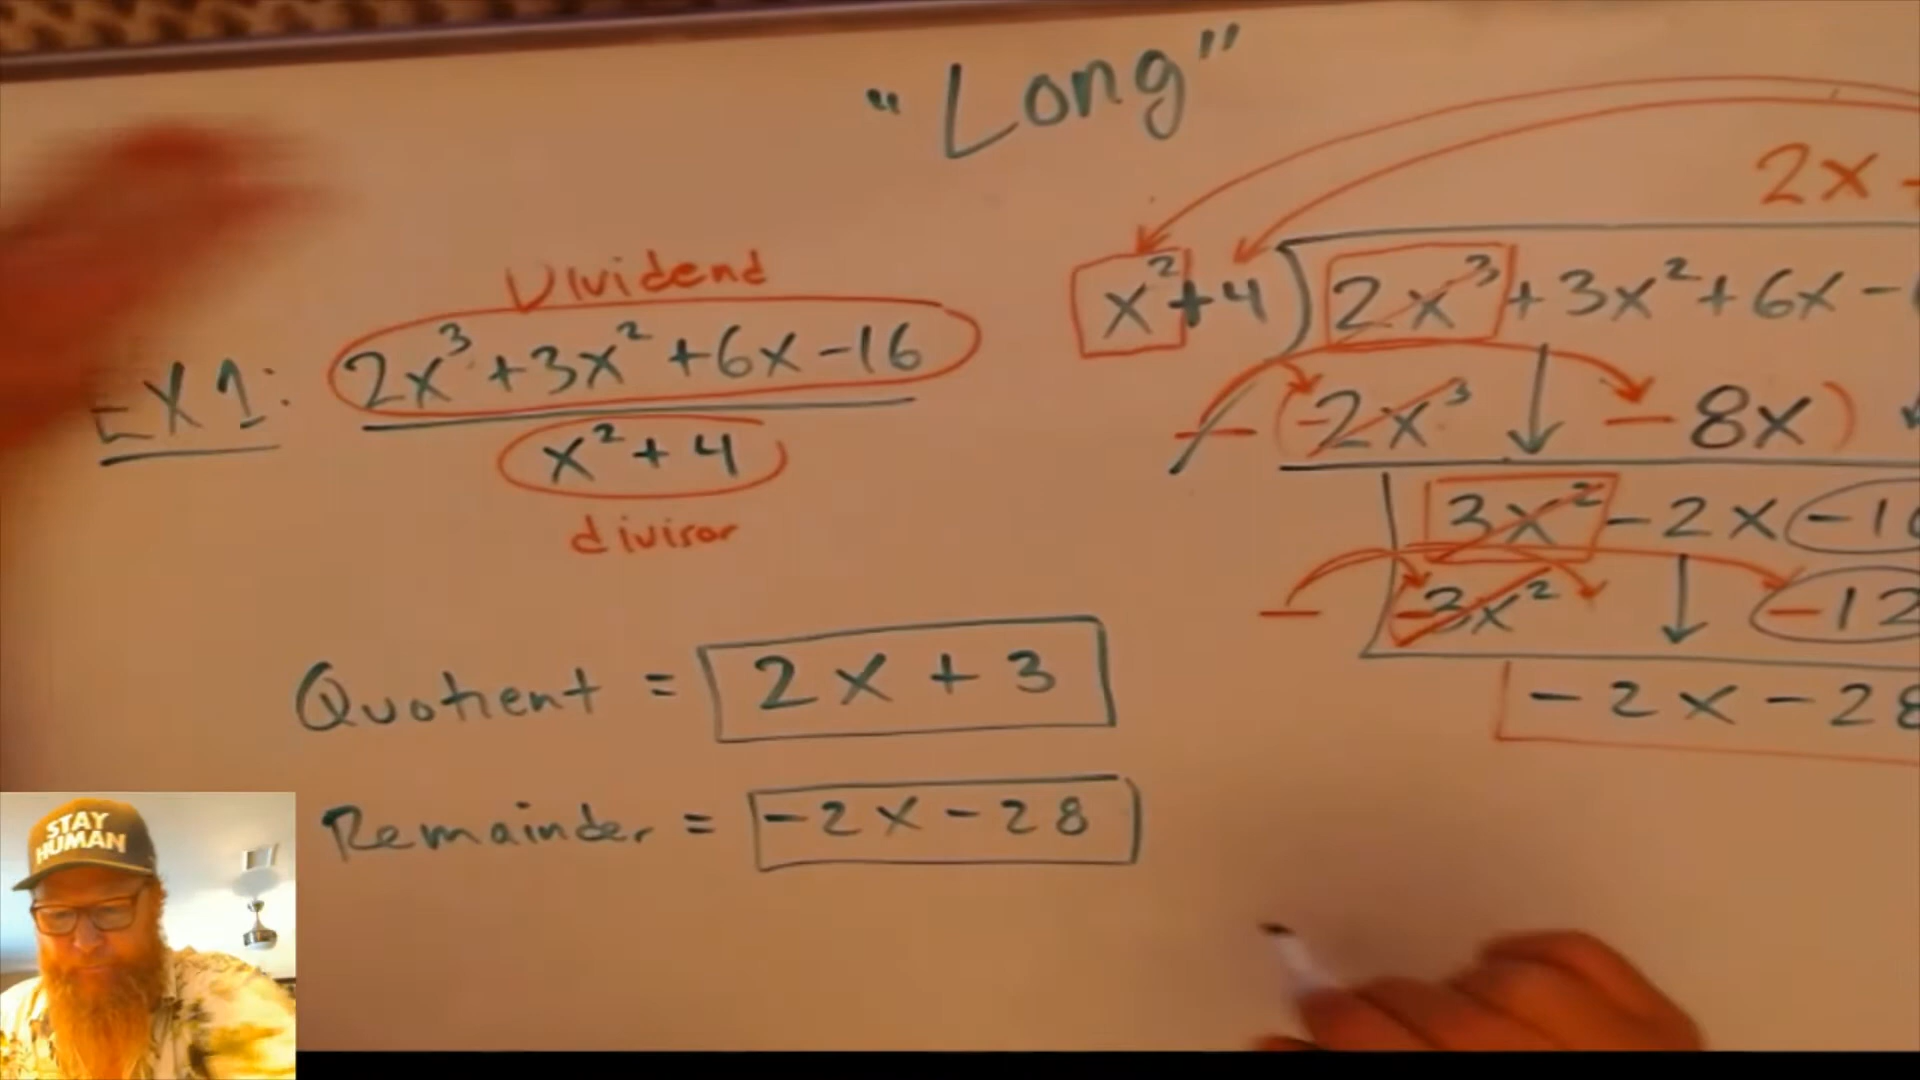 "Long"
Dividend
EX 1: 2x³ + 3x² + 6x - 16
x² + 4
divisor
Quotient = 2x + 3
Remainder = -2x - 28
2x
x² + 4 ) 2x³ + 3x² + 6x -
- (-2x³ - 8x)
3x² - 2x - 1
- -3x² - 12
-2x - 28
STAY
HUMAN